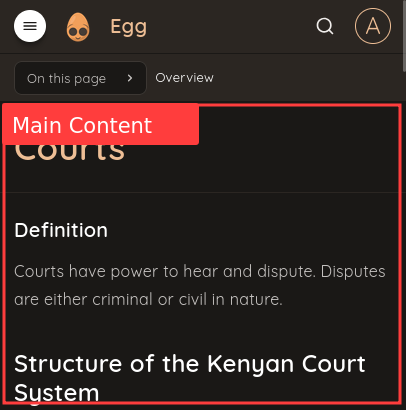 Egg
A
On this page
Overview
Main Content
Courts
Definition
Courts have power to hear and dispute. Disputes
are either criminal or civil in nature.
Structure of the Kenyan Court
System